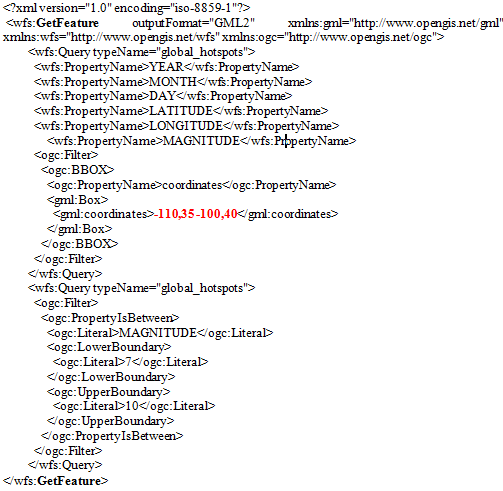 <?xml version="1.0" encoding="iso-8859-1"?>
<wfs:GetFeature outputFormat="GML2" xmlns:gml="http://www.opengis.net/gml"
xmlns:wfs="http://www.opengis.net/wfs" xmlns:ogc="http://www.opengis.net/ogc">
<wfs:Query typeName="global_hotspots">
<wfs:PropertyName>YEAR</wfs:PropertyName>
<wfs:PropertyName>MONTH</wfs:PropertyName>
<wfs:PropertyName>DAY</wfs:PropertyName>
<wfs:PropertyName>LATITUDE</wfs:PropertyName>
<wfs:PropertyName>LONGITUDE</wfs:PropertyName>
<wfs:PropertyName>MAGNITUDE</wfs:PropertyName>
<ogc:Filter>
<ogc:BBOX>
<ogc:PropertyName>coordinates</ogc:PropertyName>
<gml:Box>
<gml:coordinates>-110,35 -100,40</gml:coordinates>
</gml:Box>
</ogc:BBOX>
</ogc:Filter>
</wfs:Query>
<wfs:Query typeName="global_hotspots">
<ogc:Filter>
<ogc:PropertyIsBetween>
<ogc:Literal>MAGNITUDE</ogc:Literal>
<ogc:LowerBoundary>
<ogc:Literal>7</ogc:Literal>
</ogc:LowerBoundary>
<ogc:UpperBoundary>
<ogc:Literal>10</ogc:Literal>
</ogc:UpperBoundary>
</ogc:PropertyIsBetween>
</ogc:Filter>
</wfs:Query>
</wfs:GetFeature>